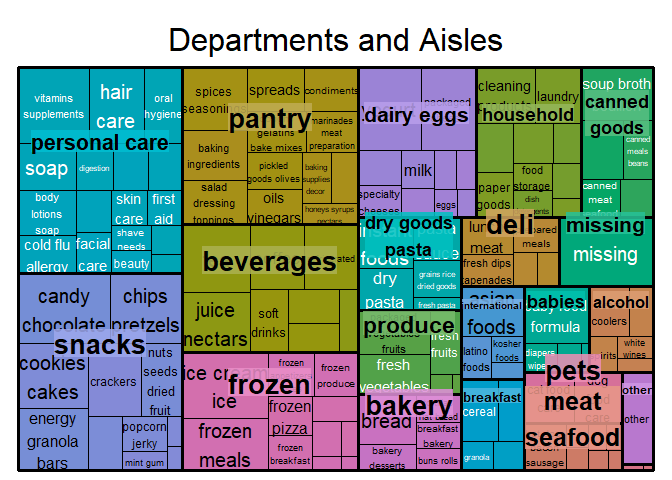 Departments and Aisles
vitamins
supplements
hair
care
oral
hygiene
personal care
soap
digestion
body
lotions
soap
skin
care
first
aid
shave
needs
cold flu
allergy
facial
care
beauty
candy
chocolate
chips
pretzels
snacks
cookies
cakes
crackers
nuts
seeds
dried
fruit
energy
granola
bars
popcorn
jerky
mint gum
spices
seasonings
spreads
condiments
pantry
marinades
meat
preparation
gelatins
bake mixes
baking
ingredients
pickled
goods olives
baking
supplies
decor
salad
dressing
toppings
oils
vinegars
honeys syrups
nectars
beverages
juice
nectars
soft
drinks
ice cream
ice
frozen
frozen
produce
frozen
frozen
meals
frozen
pizza
frozen
breakfast
dairy eggs
packaged
milk
specialty
cheeses
eggs
dry goods
pasta
foods
dry
pasta
grains rice
dried goods
fresh pasta
produce
vegetables
fruits
fresh
fruits
fresh
vegetables
bakery
bread
breakfast
bakery
bakery
desserts
buns rolls
cleaning
products
laundry
household
paper
goods
food
storage
dish
soup broth
canned
goods
canned
meals
beans
canned
meat
deli
lunch
meat
prepared
meals
fresh dips
tapenades
missing
missing
asian
international
foods
latino
foods
kosher
foods
babies
baby food
formula
diapers
wipes
alcohol
coolers
white
wines
breakfast
cereal
granola
pets
dog
meat
seafood
bacon
sausage
other
other